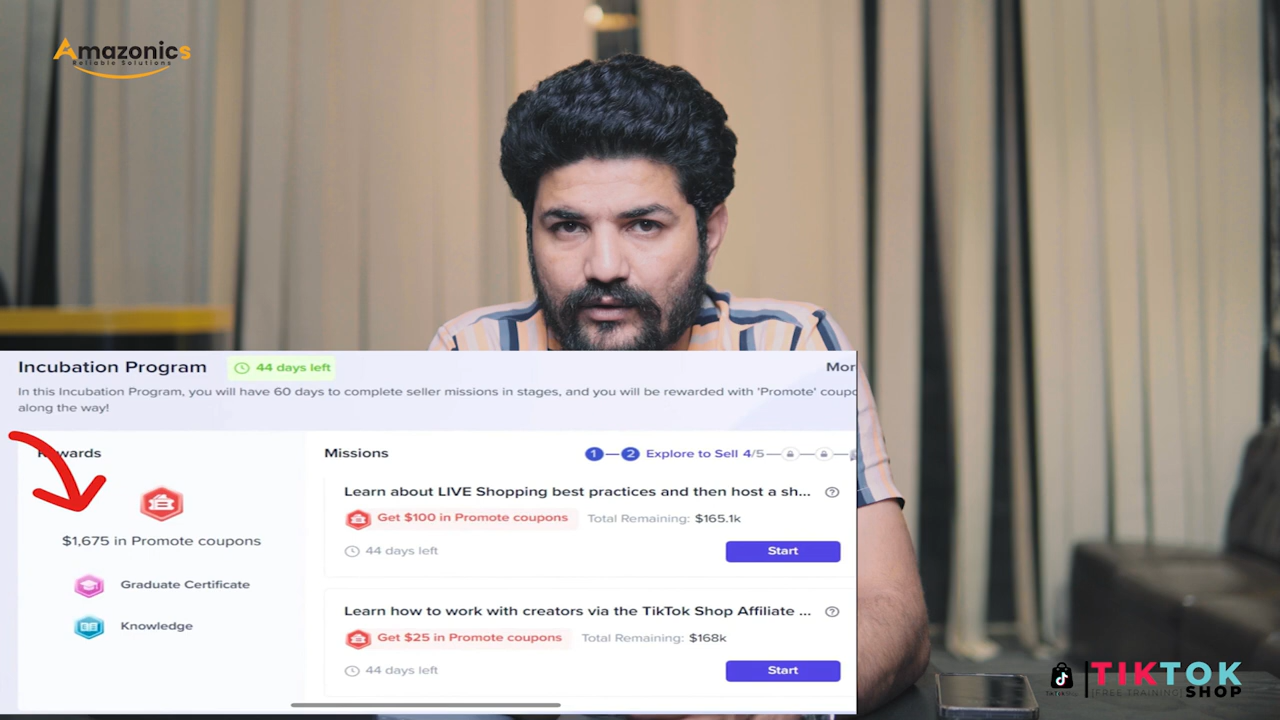 Amazonics
Reliable Solutions
Incubation Program
44 days left
Mor
In this Incubation Program, you will have 60 days to complete seller missions in stages, and you will be rewarded with 'Promote' coupo
along the way!
wards
Missions
1
2
Explore to Sell 4/5
Learn about LIVE Shopping best practices and then host a sh...
Get $100 in Promote coupons
Total Remaining: $165.1k
$1,675 in Promote coupons
44 days left
Start
Graduate Certificate
Learn how to work with creators via the TikTok Shop Affiliate ...
Knowledge
Get $25 in Promote coupons
Total Remaining: $168k
44 days left
Start
TIKTOK
[FREE TRAINING]
SHOP